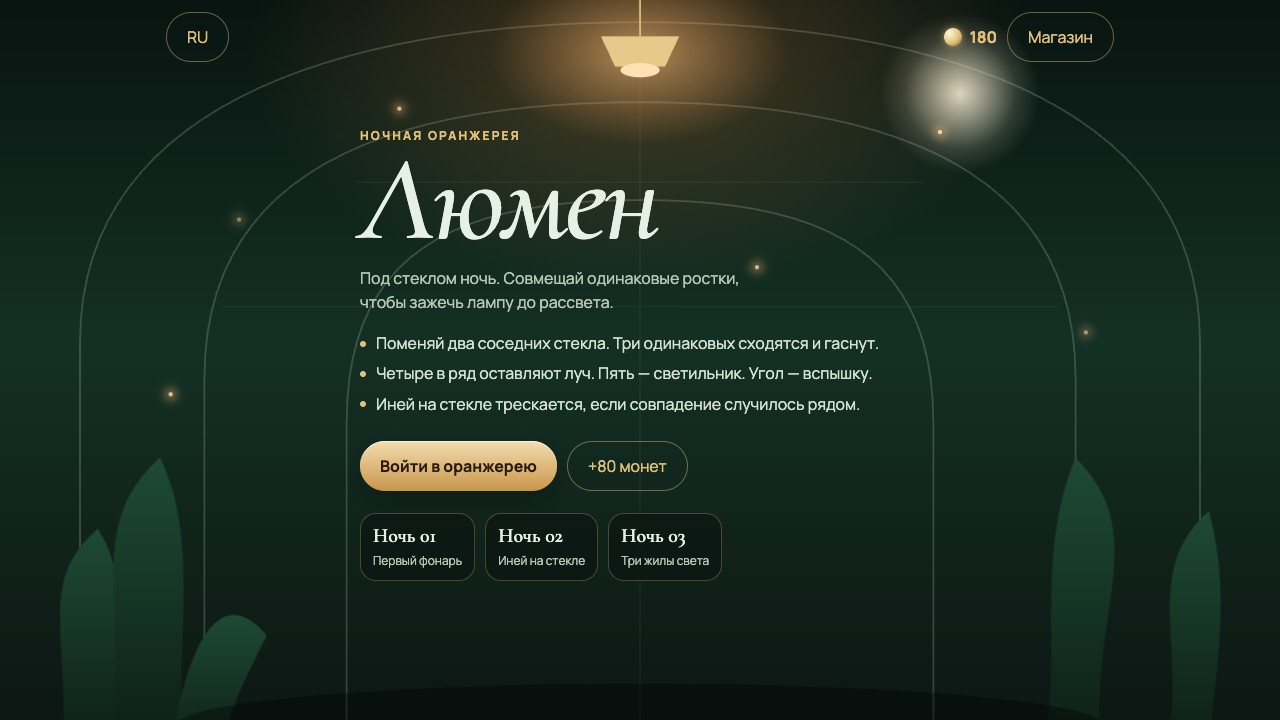 RU
180
Магазин
НОЧНАЯ ОРАНЖЕРЕЯ
Люмен
Под стеклом ночь. Совмещай одинаковые ростки,
чтобы зажечь лампу до рассвета.
Поменяй два соседних стекла. Три одинаковых сходятся и гаснут.
Четыре в ряд оставляют луч. Пять — светильник. Угол — вспышку.
Иней на стекле трескается, если совпадение случилось рядом.
Войти в оранжерею
+80 монет
Ночь 01
Первый фонарь
Ночь 02
Иней на стекле
Ночь 03
Три жилы света